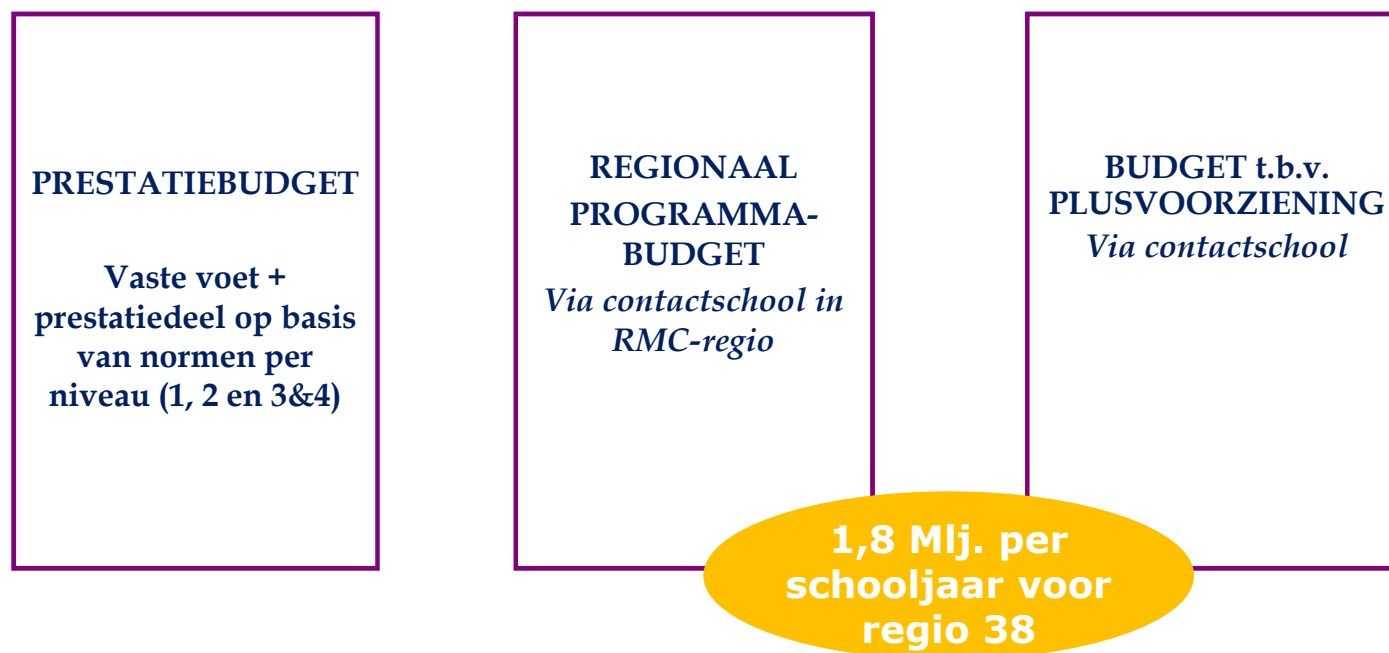 PRESTATIEBUDGET
Vaste voet +
prestatiedeel op basis
van normen per
niveau (1, 2 en 3&4)
REGIONAAL
PROGRAMMA-
BUDGET
Via contactschool in
RMC-regio
BUDGET t.b.v.
PLUSVOORZIENING
Via contactschool
1,8 Mlj. per
schooljaar voor
regio 38